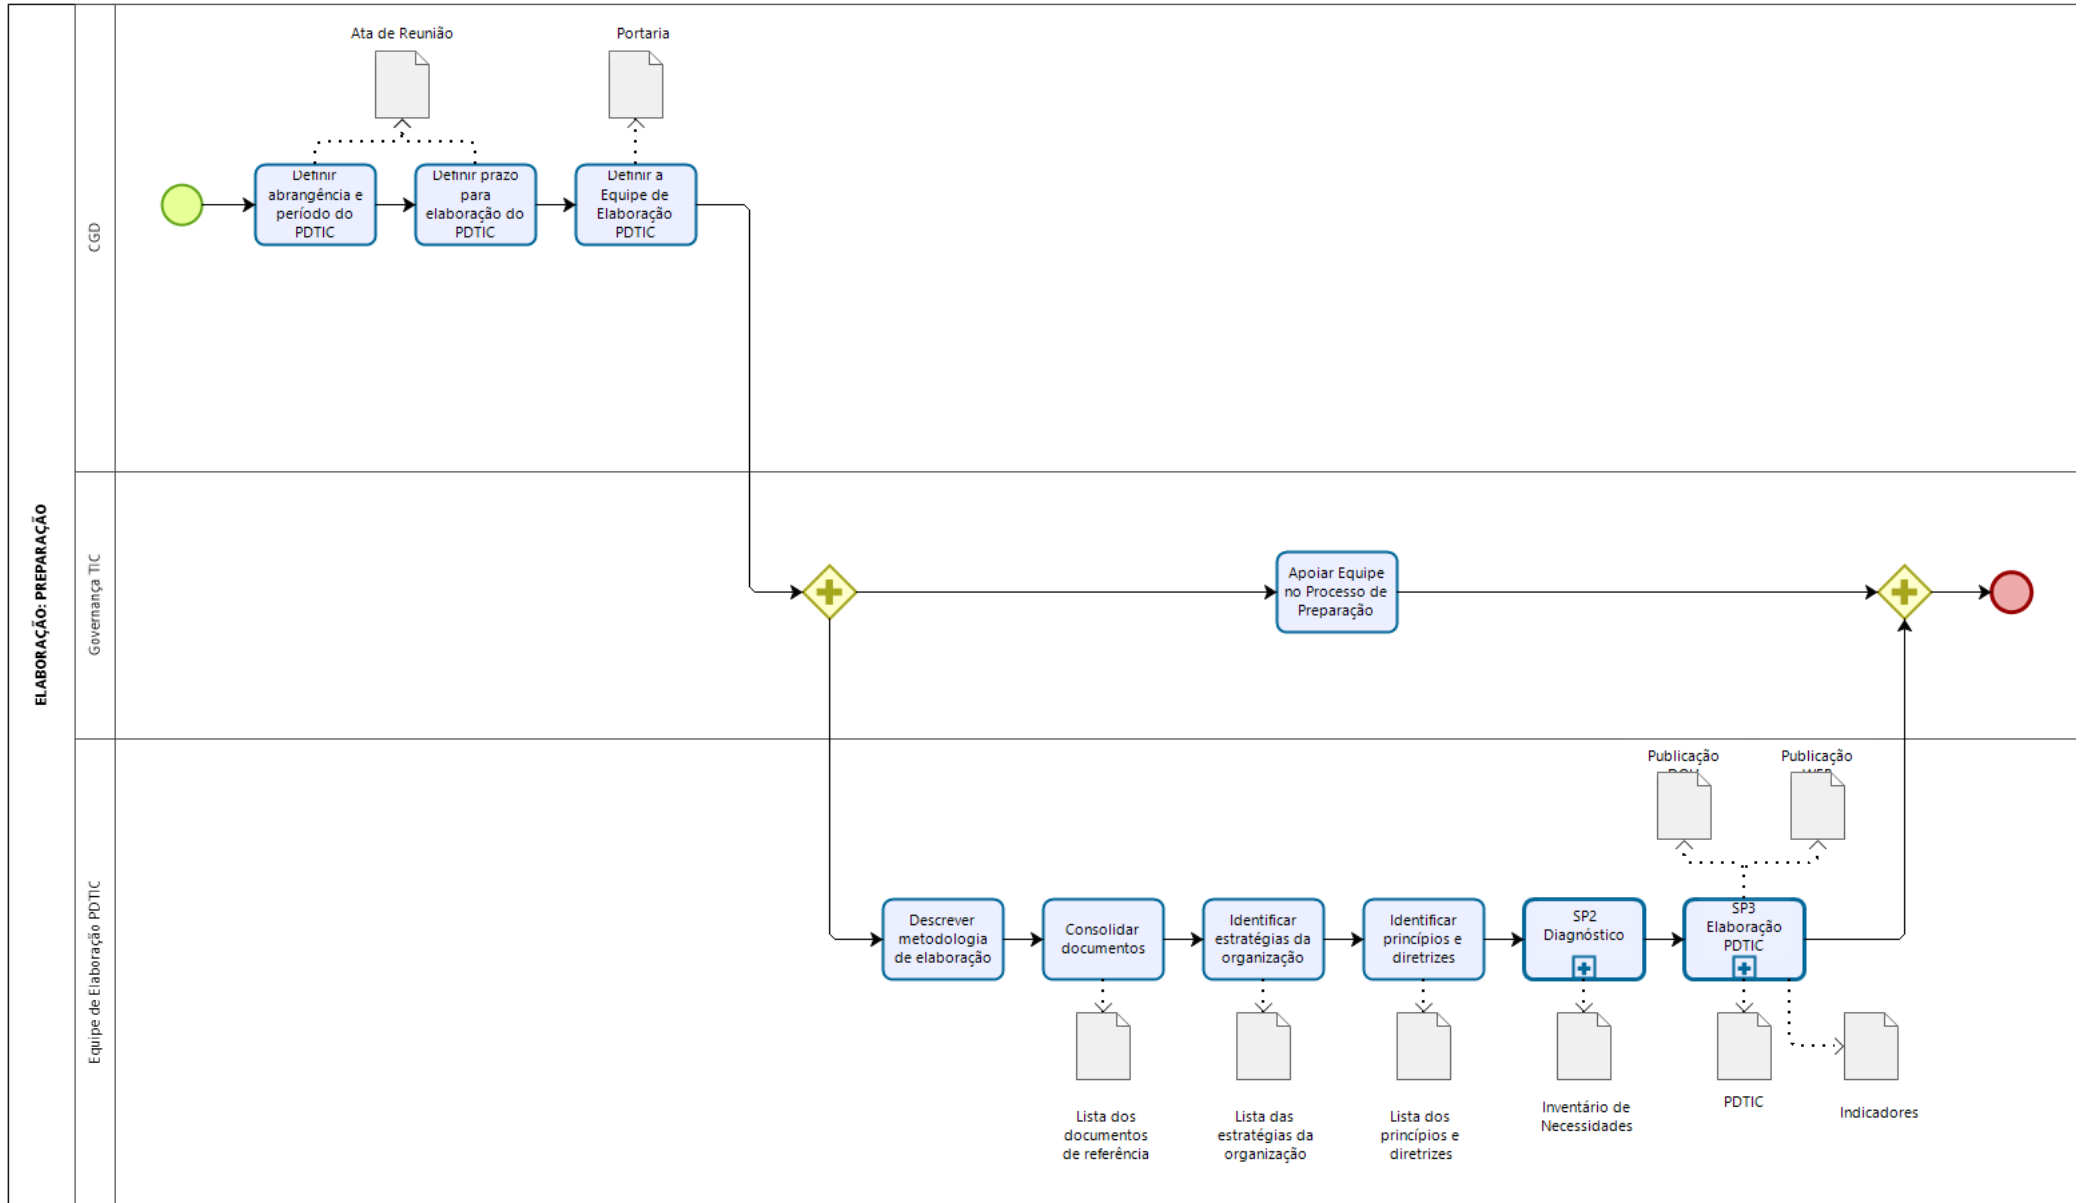 ELABORAÇÃO: PREPARAÇÃO
CGD
Ata de Reunião
Portaria
Definir
abrangência e
período do
PDTIC
Definir prazo
para
elaboração do
PDTIC
Definir a
Equipe de
Elaboração
PDTIC
Governança TIC
Apoiar Equipe
no Processo de
Preparação
Equipe de Elaboração PDTIC
Publicação
Publicação
Descrever
metodologia
de elaboração
Consolidar
documentos
Identificar
estratégias da
organização
Identificar
princípios e
diretrizes
SP2
Diagnóstico
SP3
Elaboração
PDTIC
Lista dos
documentos
de referência
Lista das
estratégias da
organização
Lista dos
princípios e
diretrizes
Inventário de
Necessidades
PDTIC
Indicadores